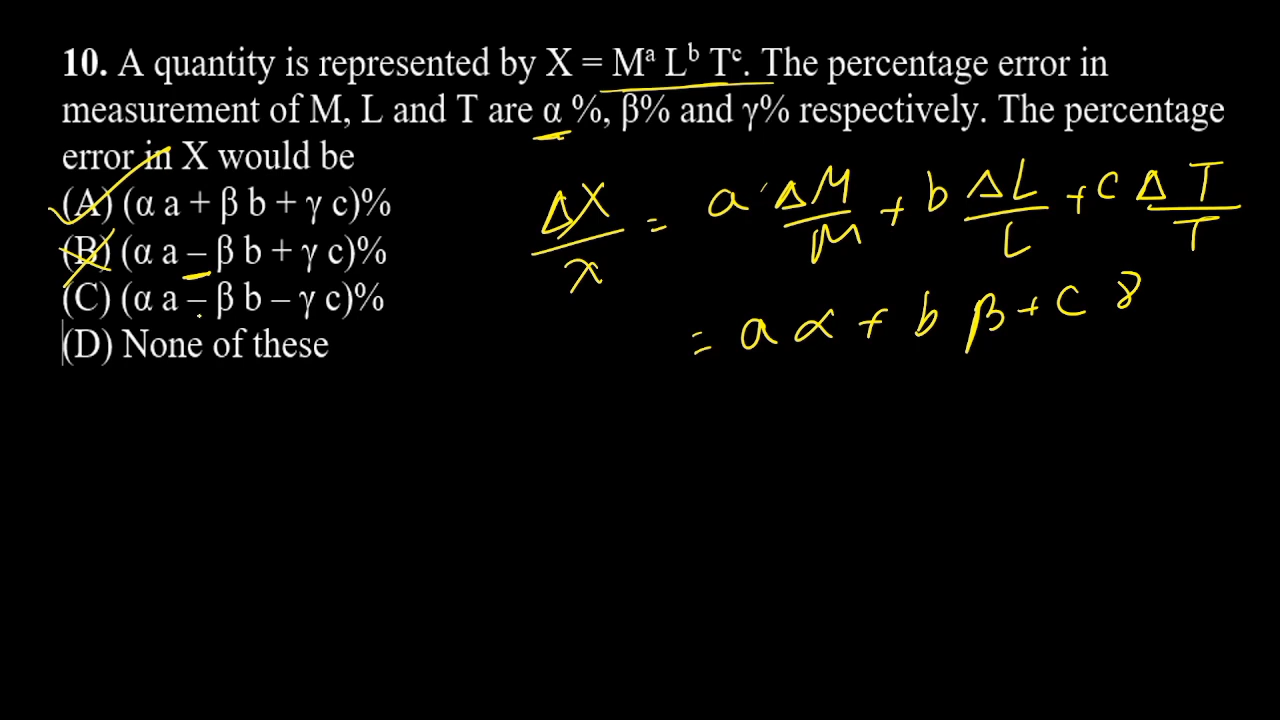 10. A quantity is represented by X = Mᵃ Lᵇ Tᶜ. The percentage error in
measurement of M, L and T are α %, β% and γ% respectively. The percentage
error in X would be
(A) (α a + β b + γ c)%
(B) (α a – β b + γ c)%
(C) (α a – β b – γ c)%
(D) None of these
ΔX/X = a ΔM/M + b ΔL/L + c ΔT/T
= a α + b β + c γ